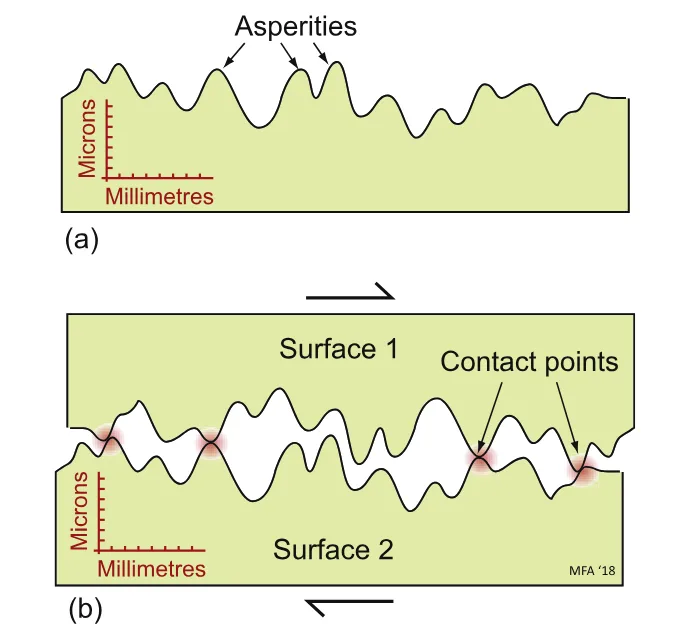 Asperities
Microns
Millimetres
(a)
Surface 1
Contact points
Microns
Millimetres
Surface 2
MFA ‘18
(b)